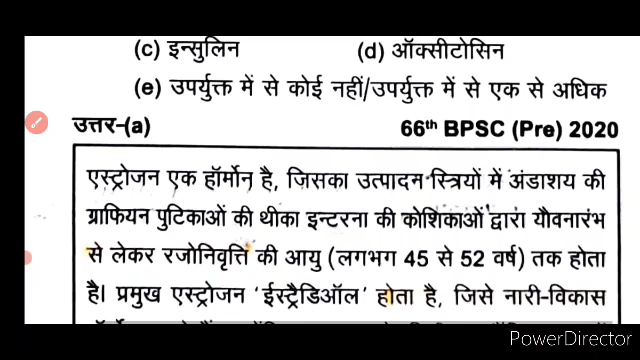 (c) इन्सुलिन (d) ऑक्सीटोसिन
(e) उपर्युक्त में से कोई नहीं/उपर्युक्त में से एक से अधिक
उत्तर-(a) 66th BPSC (Pre) 2020
एस्ट्रोजन एक हॉर्मोन है, जिसका उत्पादन स्त्रियों में अंडाशय की
ग्राफियन पुटिकाओं की थीका इन्टरना की कोशिकाओं द्वारा यौवनारंभ
से लेकर रजोनिवृत्ति की आयु (लगभग 45 से 52 वर्ष) तक होता
है। प्रमुख एस्ट्रोजन 'ईस्ट्रैडिऑल' होता है, जिसे नारी-विकास
PowerDirector